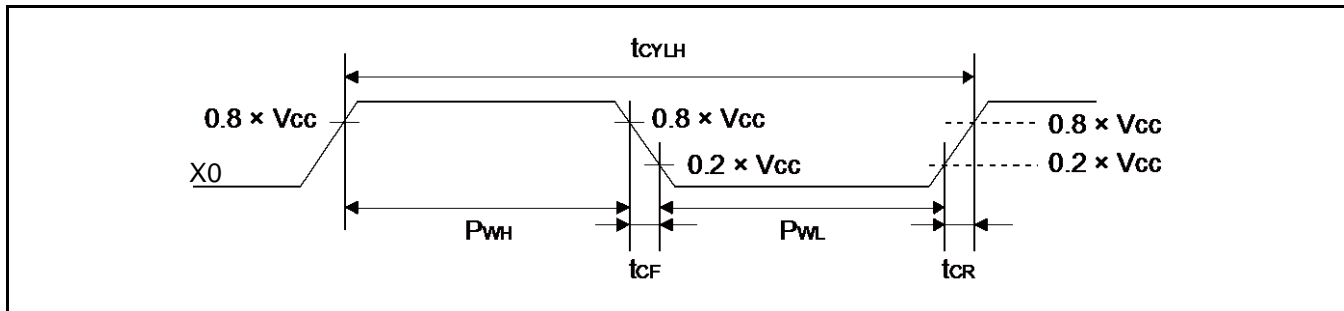 tCYLH
0.8 × VCC
0.8 × VCC
0.8 × VCC
0.2 × VCC
0.2 × VCC
X0
PWH
PWL
tCF
tCR